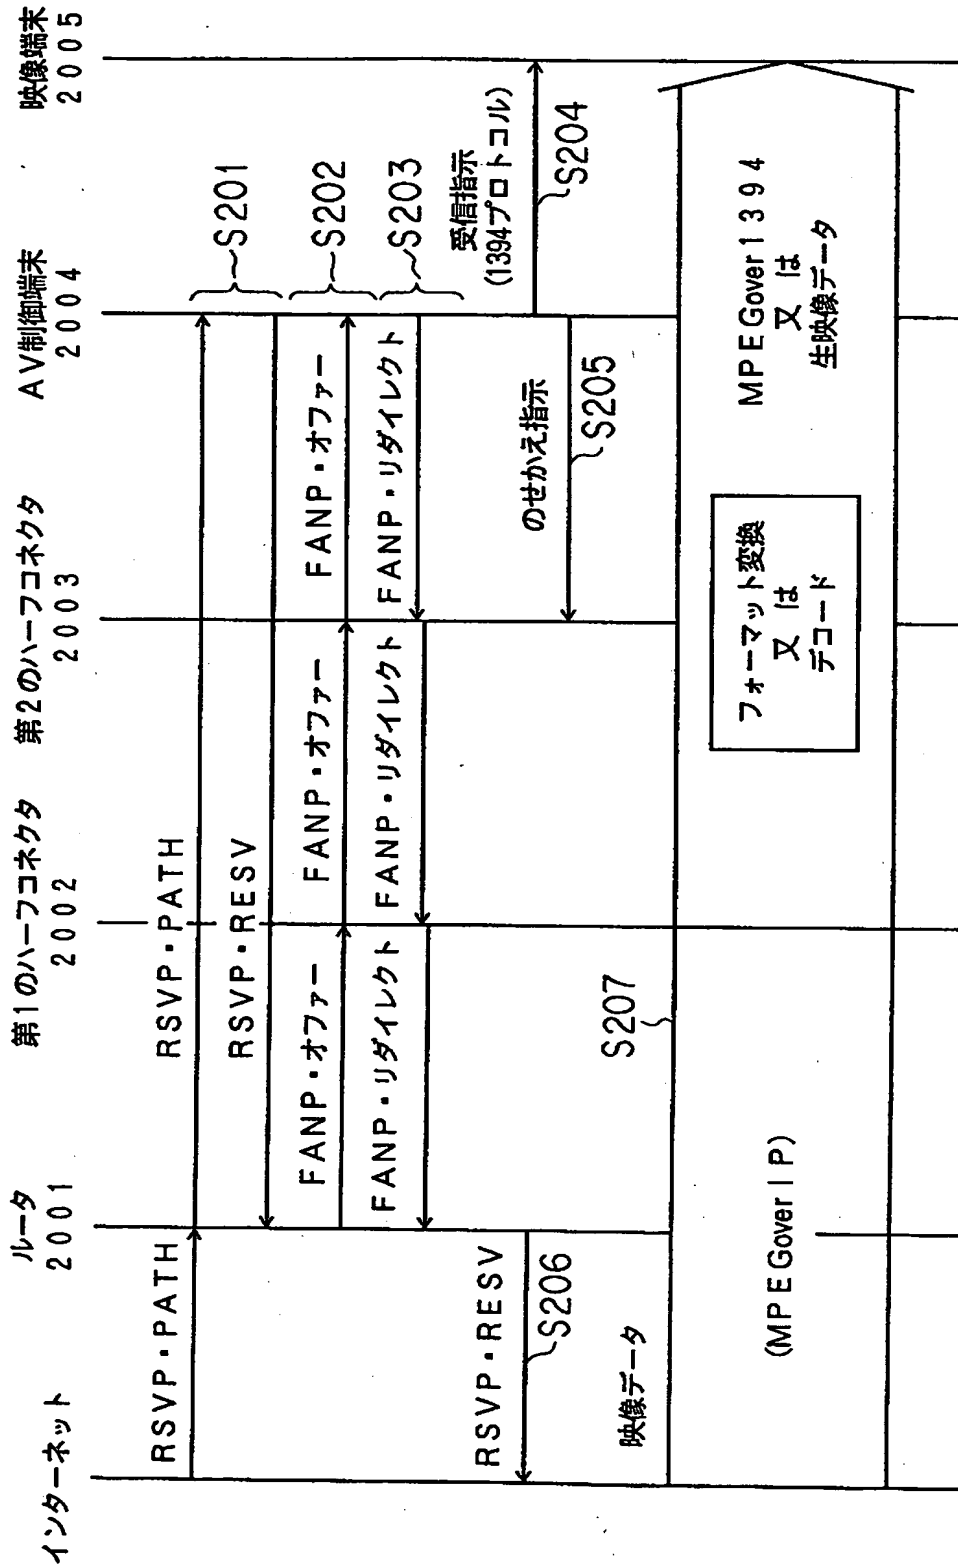 インターネット
ルータ
2001
第1のハーフコネクタ
2002
第2のハーフコネクタ
2003
AV制御端末
2004
映像端末
2005
RSVP・PATH
RSVP・PATH
RSVP・RESV
S201
FANP・オファー
FANP・オファー
FANP・オファー
S202
FANP・リダイレクト
FANP・リダイレクト
FANP・リダイレクト
S203
受信指示
(1394プロトコル)
S204
のせかえ指示
S205
RSVP・RESV
S206
映像データ
S207
(MPEGoverIP)
フォーマット変換
又は
デコード
MPEGover1394
又は
生映像データ